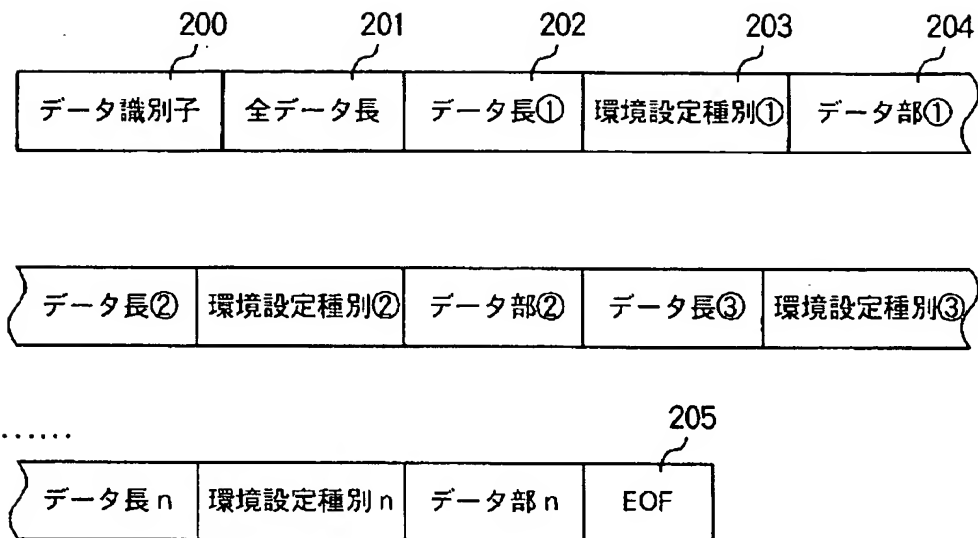 200 201 202 203 204
データ識別子 全データ長 データ長① 環境設定種別① データ部①
データ長② 環境設定種別② データ部② データ長③ 環境設定種別③
......
205
データ長n 環境設定種別n データ部n EOF